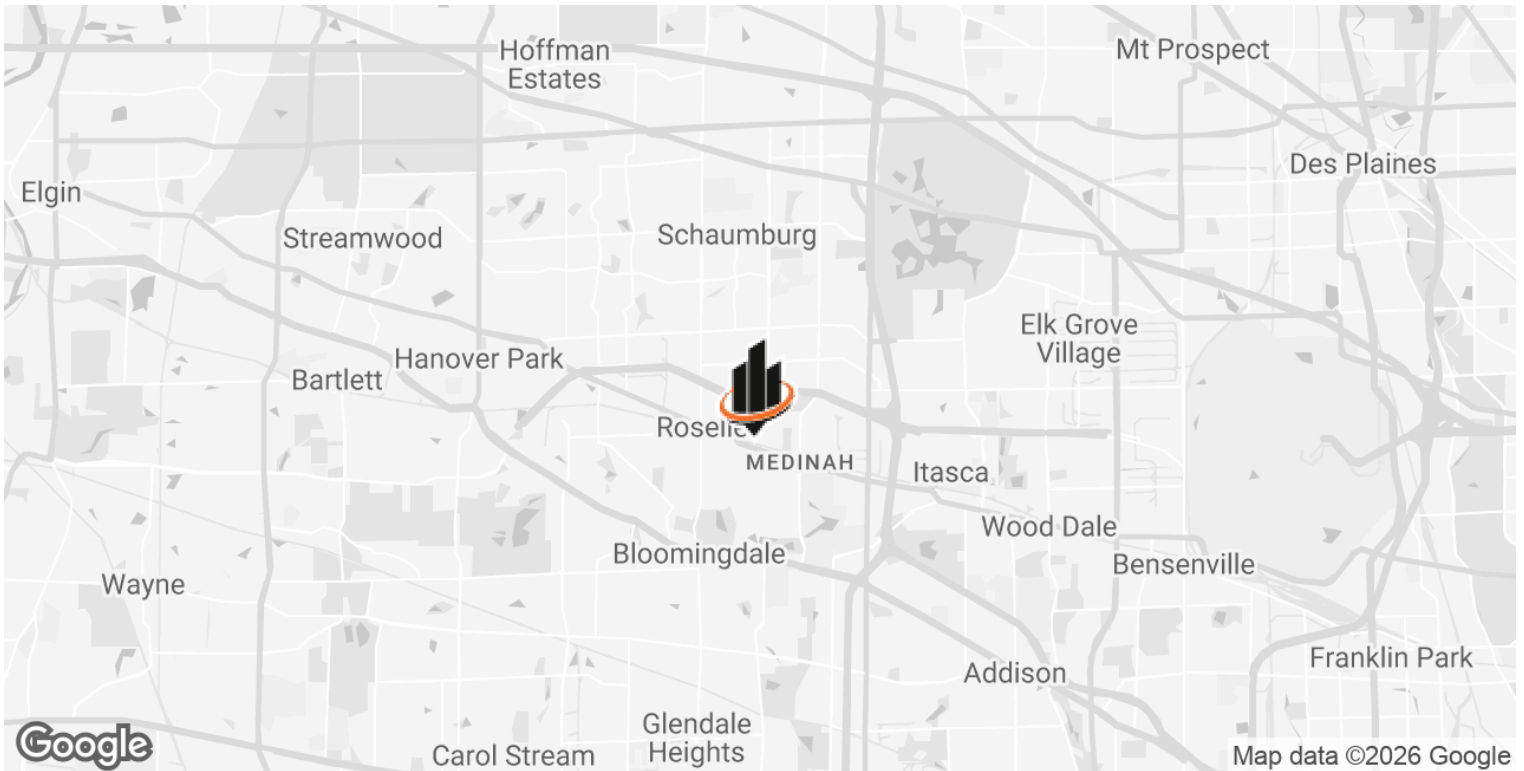 Hoffman
Estates
Mt Prospect
Des Plaines
Elgin
Streamwood
Schaumburg
Elk Grove
Village
Hanover Park
Bartlett
Roselle
MEDINAH
Itasca
Wood Dale
Bloomingdale
Bensenville
Wayne
Franklin Park
Addison
Glendale
Heights
Carol Stream
Google
Map data ©2026 Google